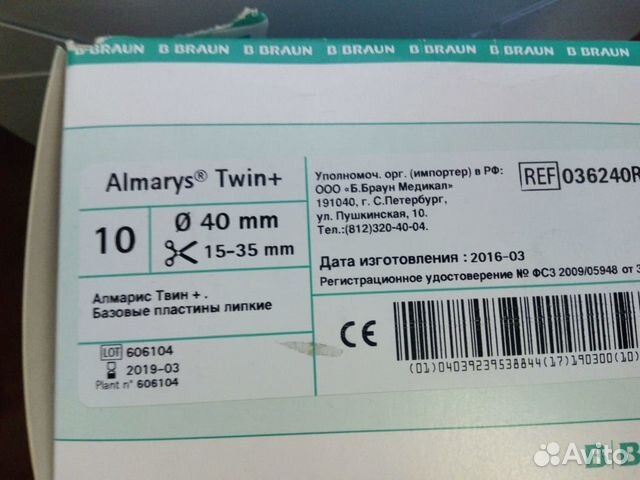 B BRAUN B BRAUN B BRAUN B BRAUN B BRAUN B BRAUN B BRAUN
Almarys® Twin+
10
Ø 40 mm
15-35 mm
Алмарис Твин + .
Базовые пластины липкие
LOT 606104
2019-03
Plant n° 606104
Уполномоч. орг. (импортер) в РФ:
ООО «Б.Браун Медикал»
191040, г. С.Петербург,
ул. Пушкинская, 10.
Тел.:(812)320-40-04.
REF 036240R
Дата изготовления : 2016-03
Регистрационное удостоверение № ФСЗ 2009/05948 от
CE
(01)04039239538844(17)190300(10)
B B
Avito